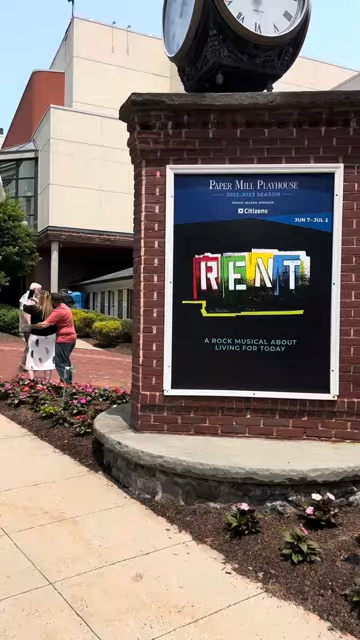 PAPER MILL PLAYHOUSE
2022-2023 SEASON
Citizens
JUN 7-JUL 2
RENT
A ROCK MUSICAL ABOUT
LIVING FOR TODAY